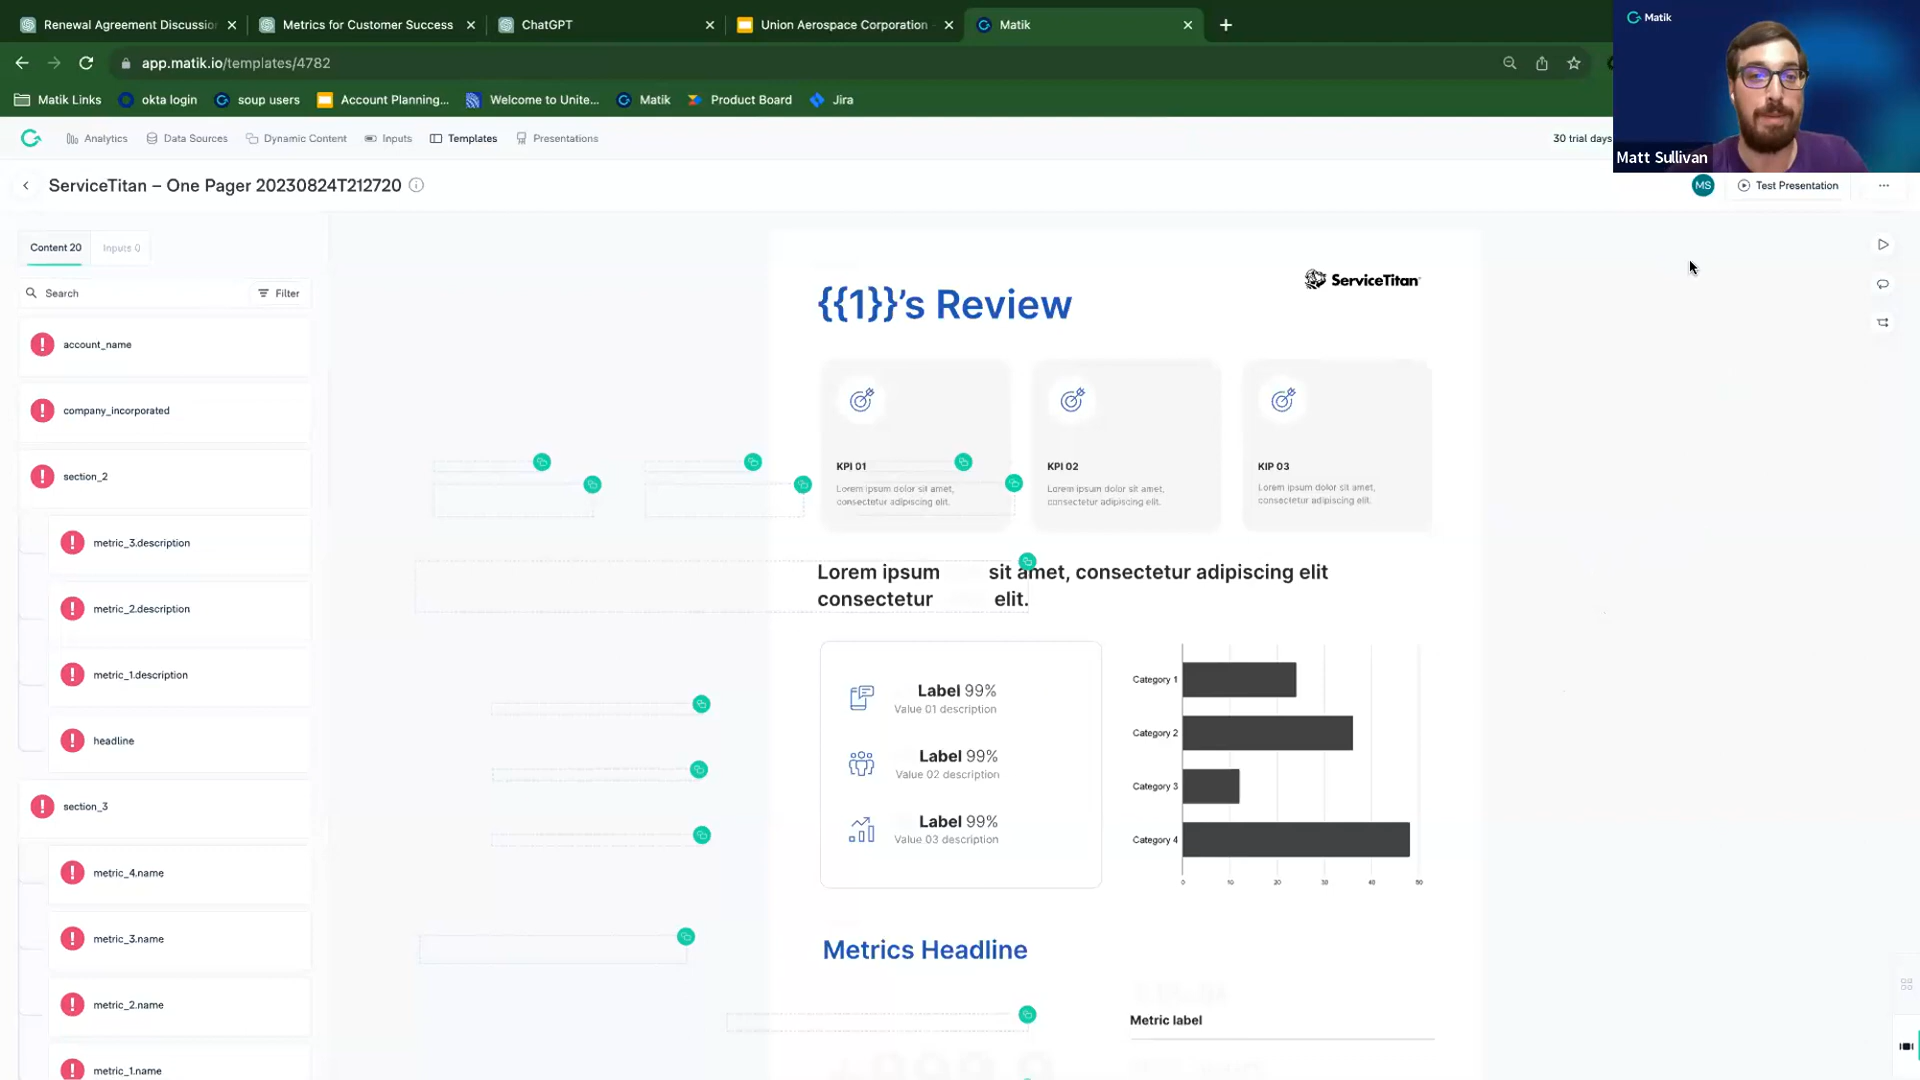 Renewal Agreement Discussion
Metrics for Customer Success
ChatGPT
Union Aerospace Corporation -
Matik
app.matik.io/templates/4782
Matik Links
okta login
soup users
Account Planning...
Welcome to Unite...
Matik
Product Board
Jira
Matik
Matt Sullivan
Analytics
Data Sources
Dynamic Content
Inputs
Templates
Presentations
30 trial days
ServiceTitan – One Pager 20230824T212720
MS
Test Presentation
Content 20
Inputs 0
Search
Filter
account_name
company_incorporated
section_2
metric_3.description
metric_2.description
metric_1.description
headline
section_3
metric_4.name
metric_3.name
metric_2.name
metric_1.name
ServiceTitan
{{1}}’s Review
KPI 01
Lorem ipsum dolor sit amet,
consectetur adipiscing elit.
KPI 02
Lorem ipsum dolor sit amet,
consectetur adipiscing elit.
KIP 03
Lorem ipsum dolor sit amet,
consectetur adipiscing elit.
Lorem ipsum sit amet, consectetur adipiscing elit
consectetur elit.
Label 99%
Value 01 description
Label 99%
Value 02 description
Label 99%
Value 03 description
Category 1
Category 2
Category 3
Category 4
0 10 20 30 40 50
Metrics Headline
Metric label